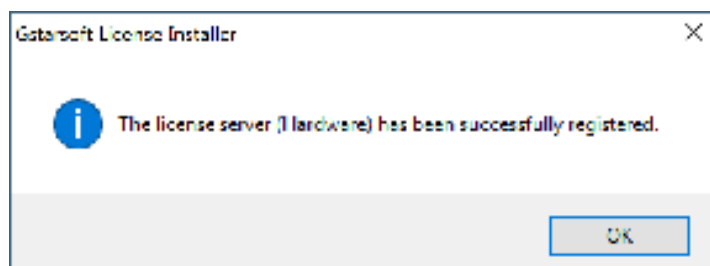 Gstarsoft License Installer
The license server (Hardware) has been successfully registered.
OK